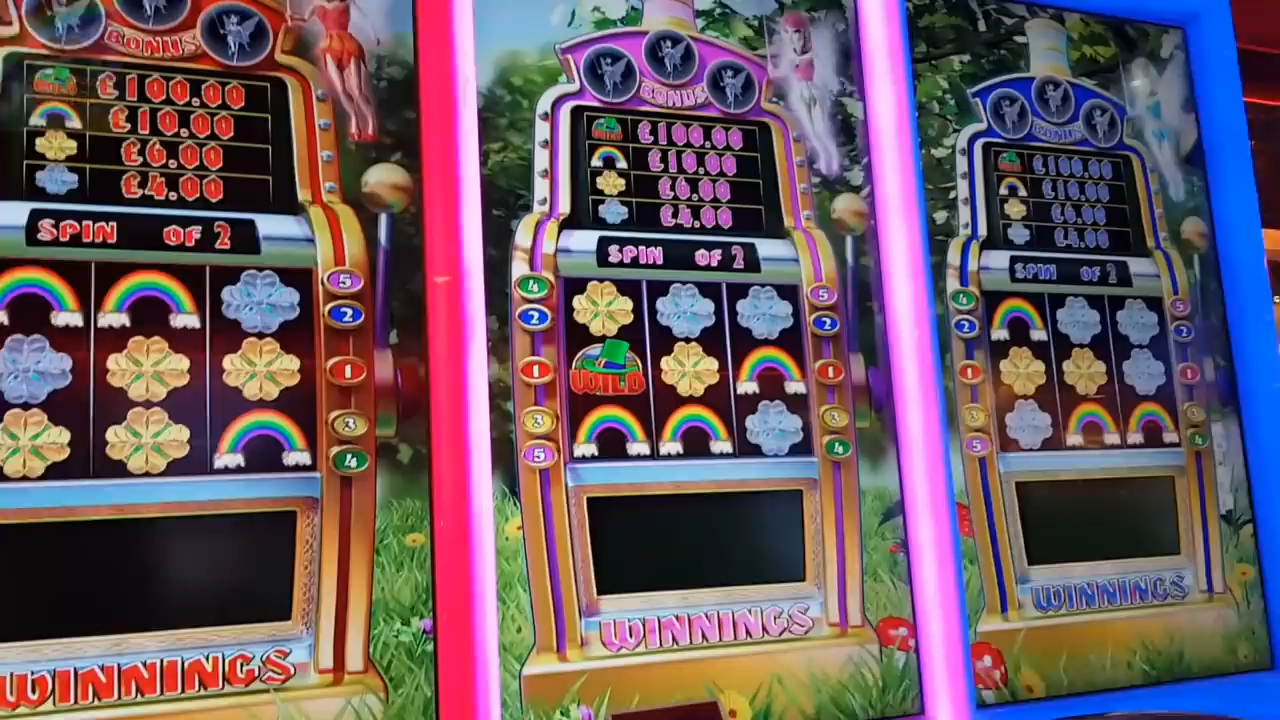 BONUS
£100.00
£10.00
£6.00
£4.00
SPIN OF 2
5
2
1
3
4
WINNINGS
BONUS
WILD
£100.00
£10.00
£6.00
£4.00
SPIN OF 2
4 5
2 2
WILD
1 1
3 3
5 4
WINNINGS
BONUS
£100.00
£10.00
£6.00
£4.00
SPIN OF 2
4 5
2 2
1 1
3 3
5 4
WINNINGS